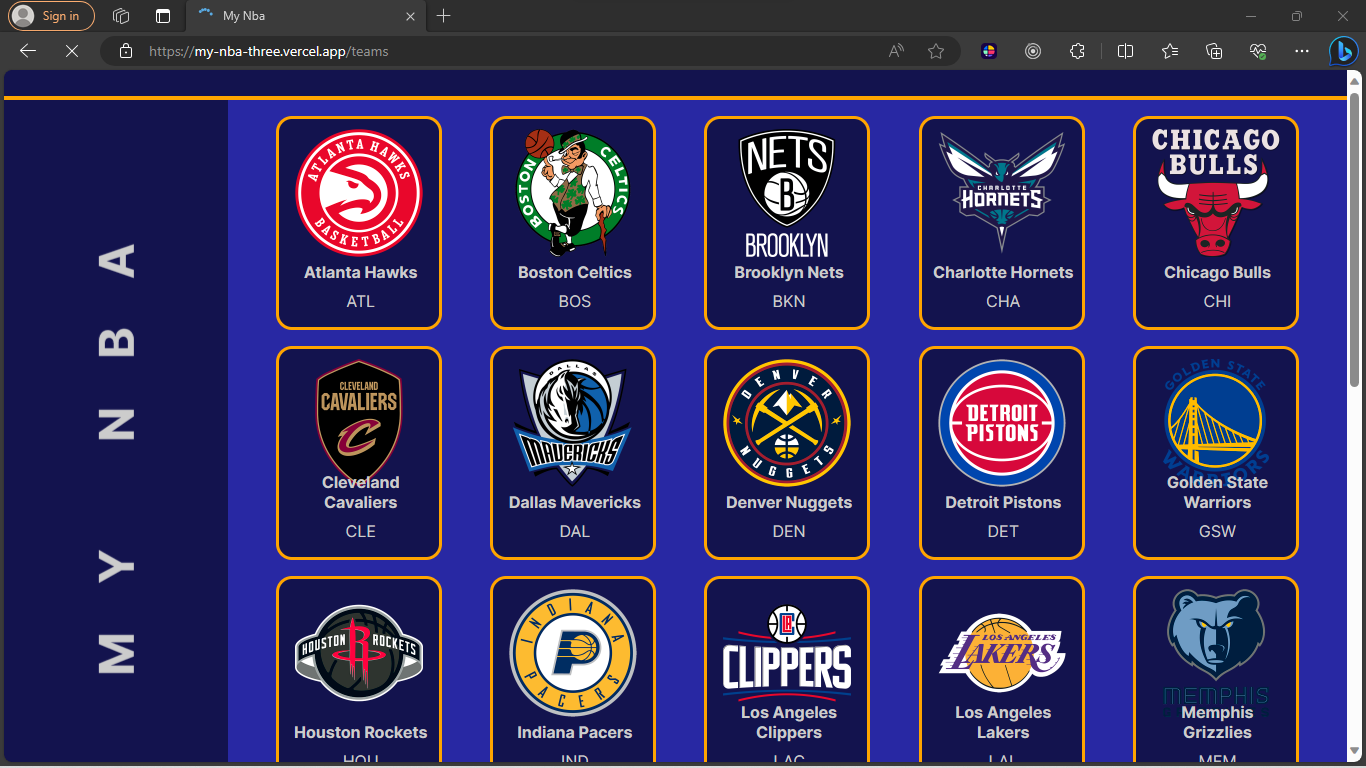 Sign in
My Nba
https://my-nba-three.vercel.app/teams
MY NBA
ATLANTA HAWKS
BASKETBALL
Atlanta Hawks
ATL
BOSTON
CELTICS
Boston Celtics
BOS
NETS
B
BROOKLYN
Brooklyn Nets
BKN
CHARLOTTE
HORNETS
Charlotte Hornets
CHA
CHICAGO
BULLS
Chicago Bulls
CHI
CLEVELAND
CAVALIERS
C
Cleveland
Cavaliers
CLE
DALLAS
MAVERICKS
Dallas Mavericks
DAL
DENVER
NUGGETS
Denver Nuggets
DEN
DETROIT
PISTONS
Detroit Pistons
DET
GOLDEN STATE
WARRIORS
Golden State
Warriors
GSW
HOUSTON
R
ROCKETS
Houston Rockets
HOU
INDIANA
P
PACERS
Indiana Pacers
IND
LA
CLIPPERS
Los Angeles
Clippers
LAC
LOS ANGELES
LAKERS
Los Angeles
Lakers
LAL
MEMPHIS
Memphis
Grizzlies
MEM